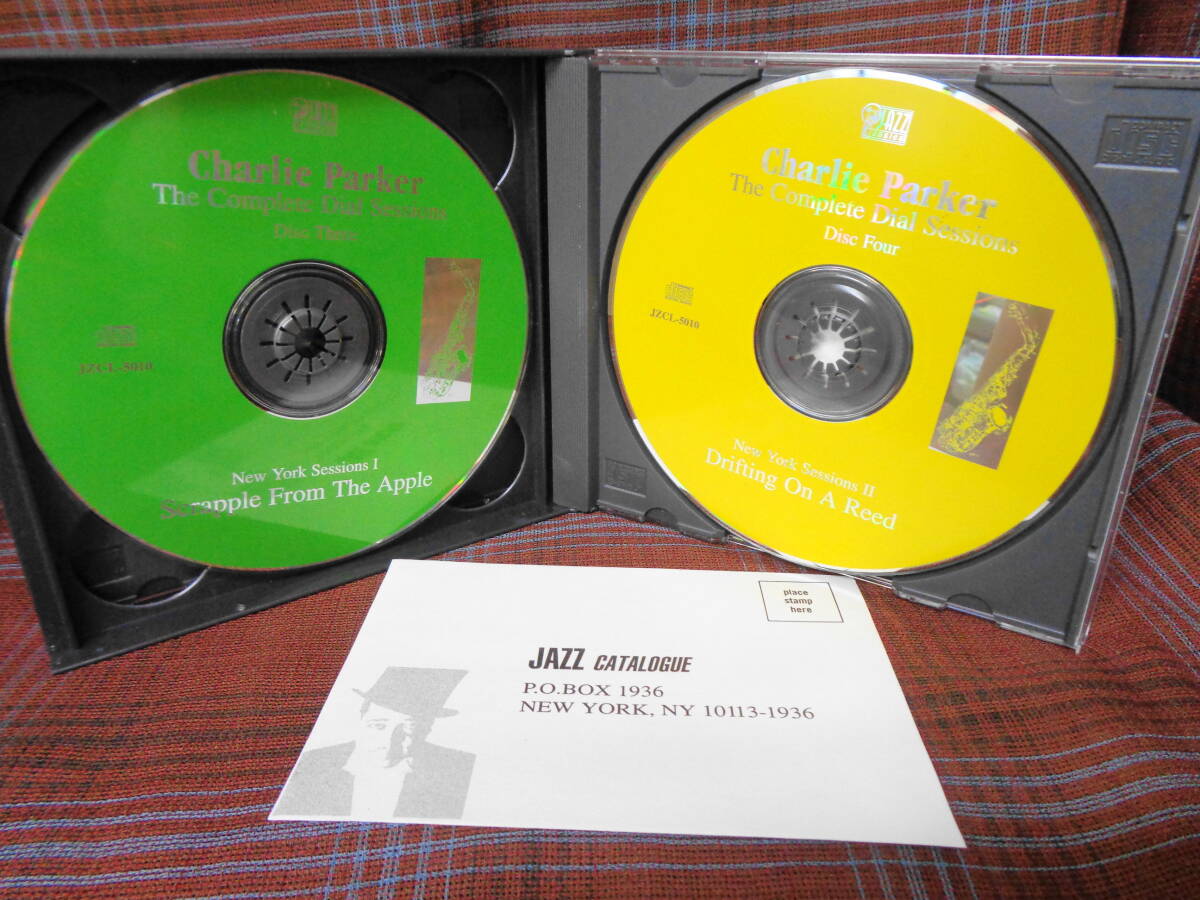 Charlie Parker
The Complete Dial Sessions
Disc Three
JZCL-5010
New York Sessions I
Scrapple From The Apple
JAZZ
Charlie Parker
The Complete Dial Sessions
Disc Four
JZCL-5010
New York Sessions II
Drifting On A Reed
place
stamp
here
JAZZ CATALOGUE
P.O.BOX 1936
NEW YORK, NY 10113-1936